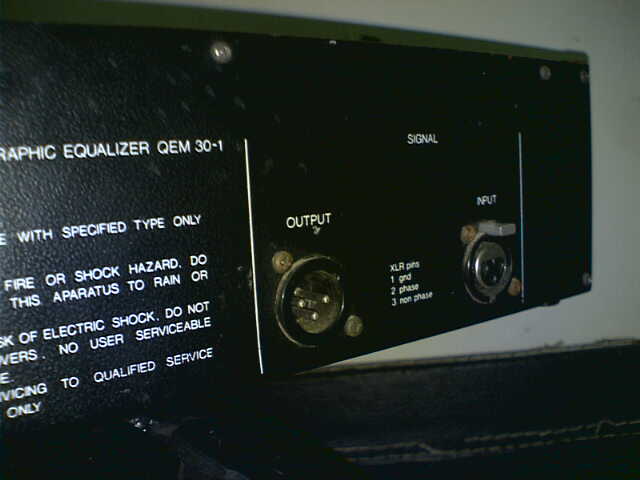 RAPHIC EQUALIZER QEM 30-1
E WITH SPECIFIED TYPE ONLY
FIRE OR SHOCK HAZARD, DO
THIS APARATUS TO RAIN OR
SK OF ELECTRIC SHOCK, DO NOT
VERS. NO USER SERVICEABLE
E.
VICING TO QUALIFIED SERVICE
ONLY
SIGNAL
OUTPUT
INPUT
XLR pins
1 gnd
2 phase
3 non phase